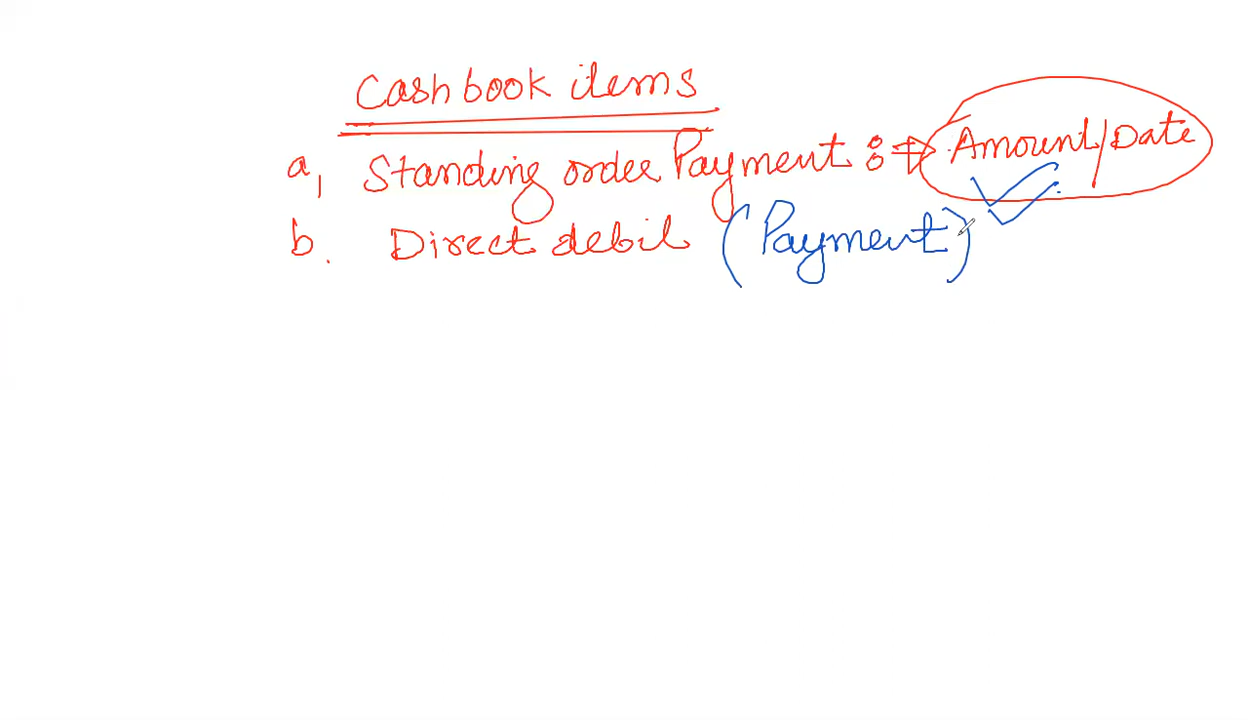 Cash book items
a, Standing order Payment : ⇒ Amount/Date
b. Direct debit (Payment)